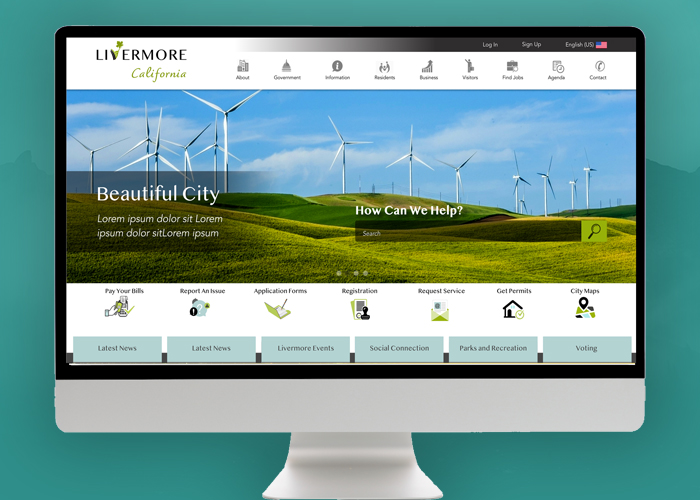 LIVERMORE
California
Log In
Sign Up
English (US)
About
Government
Information
Residents
Business
Visitors
Find Jobs
Agenda
Contact
Beautiful City
Lorem ipsum dolor sit Lorem
ipsum dolor sitLorem ipsum
How Can We Help?
Search
Pay Your Bills
Report An Issue
Application Forms
Registration
Request Service
Get Permits
City Maps
Latest News
Latest News
Livermore Events
Social Connection
Parks and Recreation
Voting